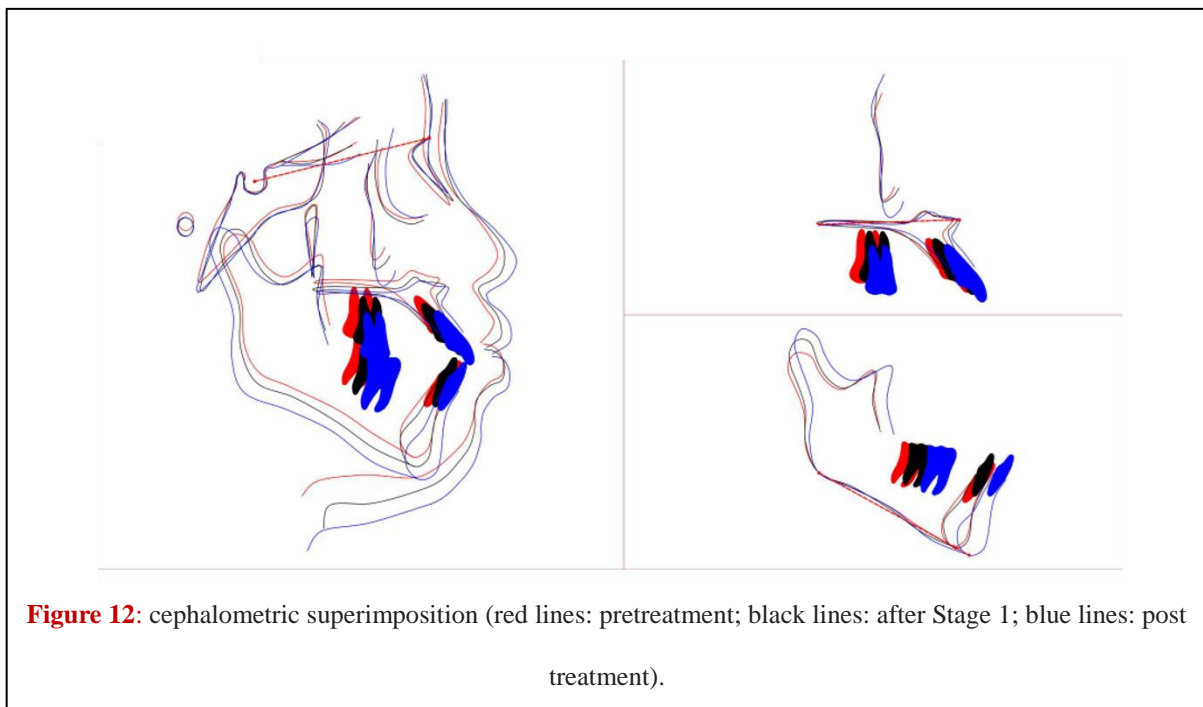 Figure 12: cephalometric superimposition (red lines: pretreatment; black lines: after Stage 1; blue lines: post
treatment).